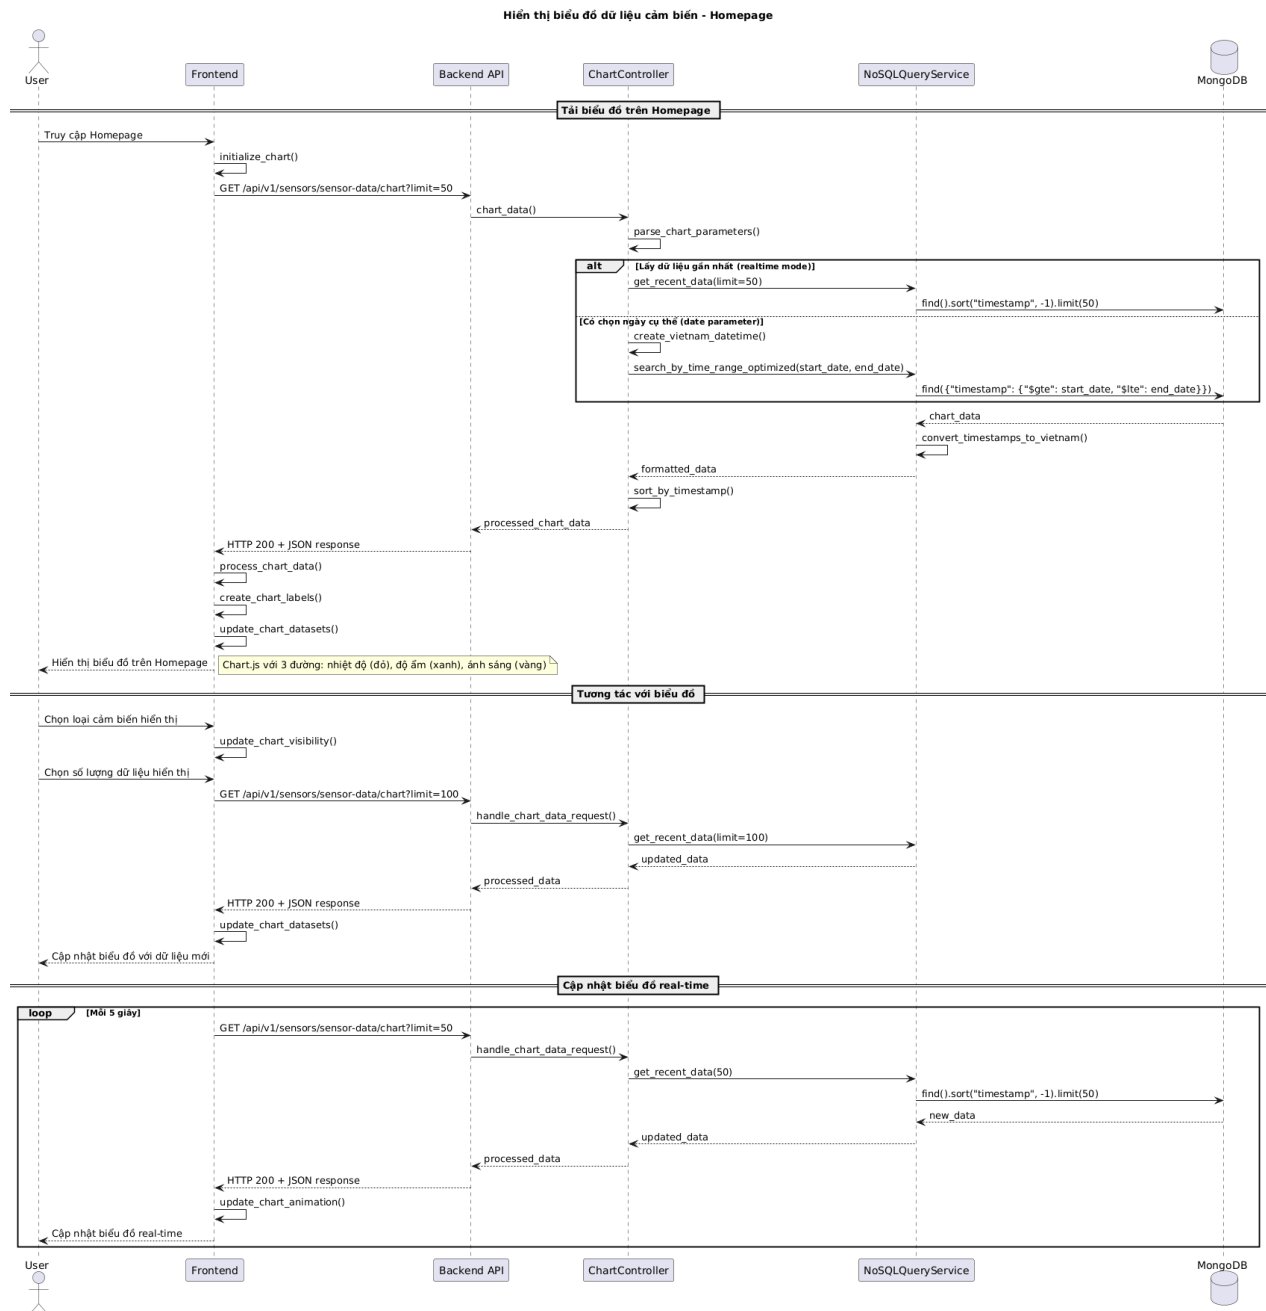 Hiển thị biểu đồ dữ liệu cảm biến - Homepage
User
Frontend
Backend API
ChartController
NoSQLQueryService
MongoDB
Tải biểu đồ trên Homepage
Truy cập Homepage
initialize_chart()
GET /api/v1/sensors/sensor-data/chart?limit=50
chart_data()
parse_chart_parameters()
alt [Lấy dữ liệu gần nhất (realtime mode)]
get_recent_data(limit=50)
find().sort("timestamp", -1).limit(50)
[Có chọn ngày cụ thể (date parameter)]
create_vietnam_datetime()
search_by_time_range_optimized(start_date, end_date)
find({"timestamp": {"$gte": start_date, "$lte": end_date}})
chart_data
convert_timestamps_to_vietnam()
formatted_data
sort_by_timestamp()
processed_chart_data
HTTP 200 + JSON response
process_chart_data()
create_chart_labels()
update_chart_datasets()
Hiển thị biểu đồ trên Homepage
Chart.js với 3 đường: nhiệt độ (đỏ), độ ẩm (xanh), ánh sáng (vàng)
Tương tác với biểu đồ
Chọn loại cảm biến hiển thị
update_chart_visibility()
Chọn số lượng dữ liệu hiển thị
GET /api/v1/sensors/sensor-data/chart?limit=100
handle_chart_data_request()
get_recent_data(limit=100)
updated_data
processed_data
HTTP 200 + JSON response
update_chart_datasets()
Cập nhật biểu đồ với dữ liệu mới
Cập nhật biểu đồ real-time
loop [Mỗi 5 giây]
GET /api/v1/sensors/sensor-data/chart?limit=50
handle_chart_data_request()
get_recent_data(50)
find().sort("timestamp", -1).limit(50)
new_data
updated_data
processed_data
HTTP 200 + JSON response
update_chart_animation()
Cập nhật biểu đồ real-time
User
Frontend
Backend API
ChartController
NoSQLQueryService
MongoDB